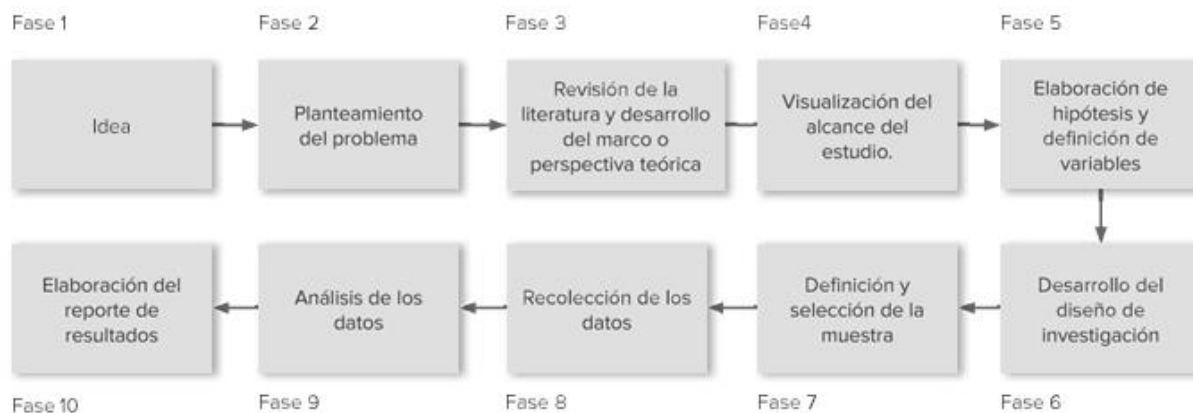 Fase 1
Fase 2
Fase 3
Fase4
Fase 5
Idea
Planteamiento
del problema
Revisión de la
literatura y desarrollo
del marco o
perspectiva teórica
Visualización del
alcance del
estudio.
Elaboración de
hipótesis y
definición de
variables
Elaboración del
reporte de
resultados
Análisis de los
datos
Recolección de los
datos
Definición y
selección de la
muestra
Desarrollo del
diseño de
investigación
Fase 10
Fase 9
Fase 8
Fase 7
Fase 6